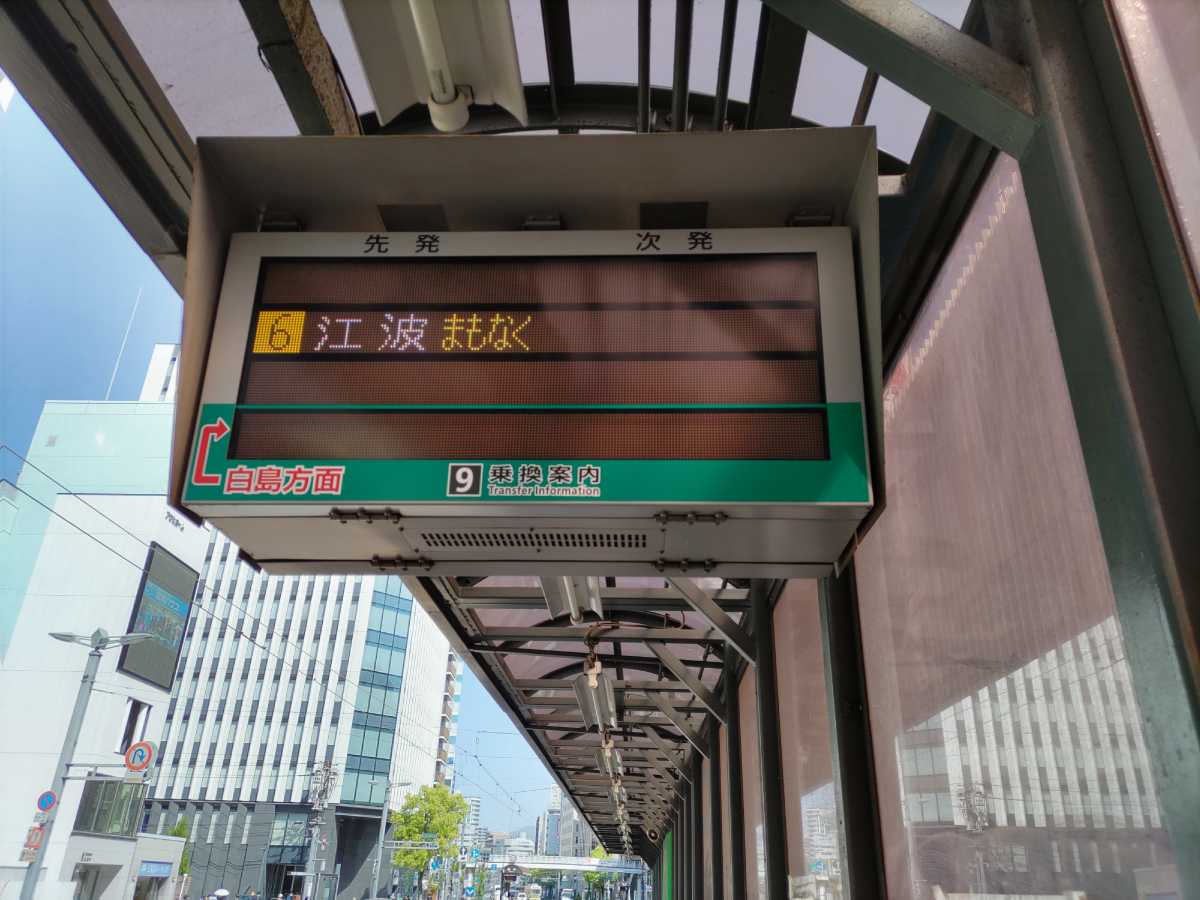 先発 次発
6 江波 まもなく
白島方面 9 乗換案内
Transfer Information